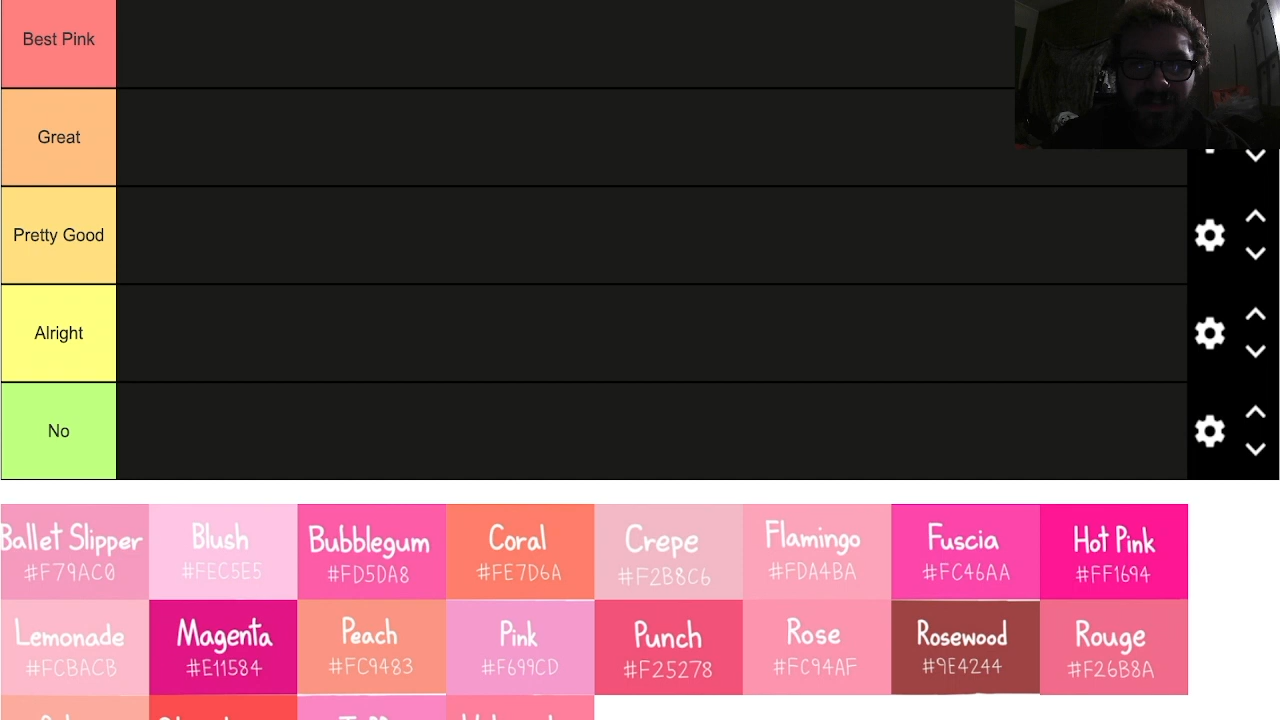 Best Pink
Great
Pretty Good
Alright
No
Ballet Slipper
#F79AC0
Blush
#FEC5E5
Bubblegum
#FD5DA8
Coral
#FE7D6A
Crepe
#F2B8C6
Flamingo
#FDA4BA
Fuscia
#FC46AA
Hot Pink
#FF1694
Lemonade
#FCBACB
Magenta
#E11584
Peach
#FC9483
Pink
#F699CD
Punch
#F25278
Rose
#FC94AF
Rosewood
#9E4244
Rouge
#F26B8A